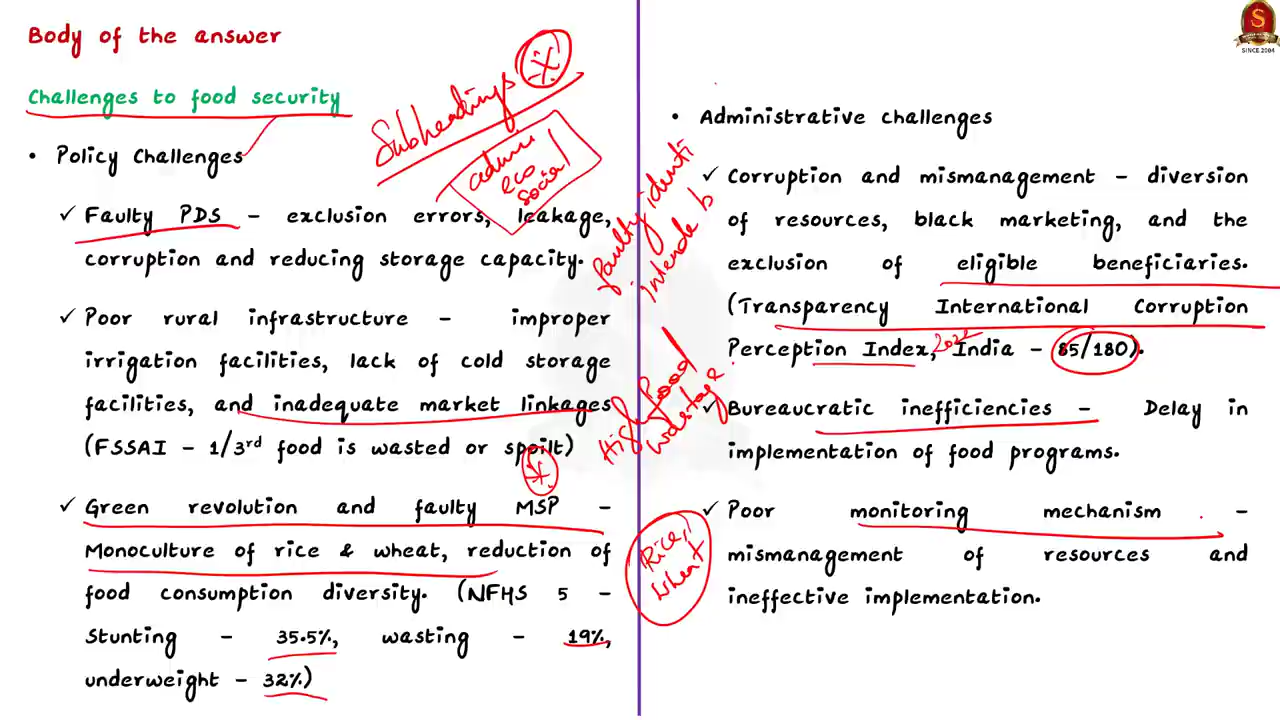 Body of the answer
Challenges to food security
• Policy Challenges
✓ Faulty PDS - exclusion errors, leakage,
corruption and reducing storage capacity.
✓ Poor rural infrastructure - improper
irrigation facilities, lack of cold storage
facilities, and inadequate market linkages
(FSSAI - 1/3rd food is wasted or spoilt)
✓ Green revolution and faulty MSP -
Monoculture of rice & wheat, reduction of
food consumption diversity. (NFHS 5 -
Stunting - 35.5%, wasting - 19%,
underweight - 32%)
Subheadings
admin
eco
social
Faulty identi
intende b
High food
wastage
Rice,
wheat
S
SINCE 2004
• Administrative challenges
✓ Corruption and mismanagement - diversion
of resources, black marketing, and the
exclusion of eligible beneficiaries.
(Transparency International Corruption
Perception Index, 2022 India - 85/180).
✓ Bureaucratic inefficiencies - Delay in
implementation of food programs.
✓ Poor monitoring mechanism -
mismanagement of resources and
ineffective implementation.